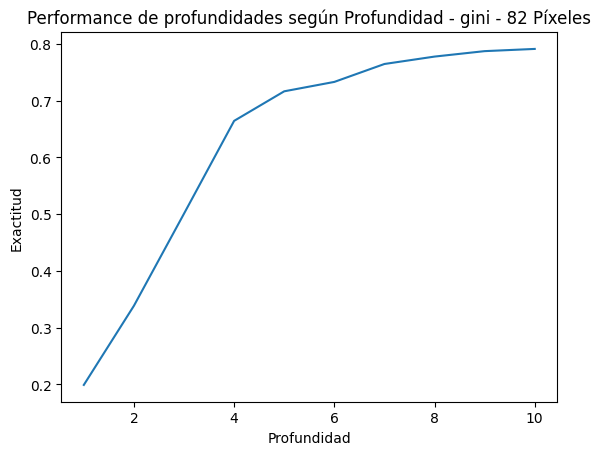 Performance de profundidades según Profundidad - gini - 82 Píxeles
0.8
0.7
0.6
0.5
0.4
0.3
0.2
Exactitud
2 4 6 8 10
Profundidad